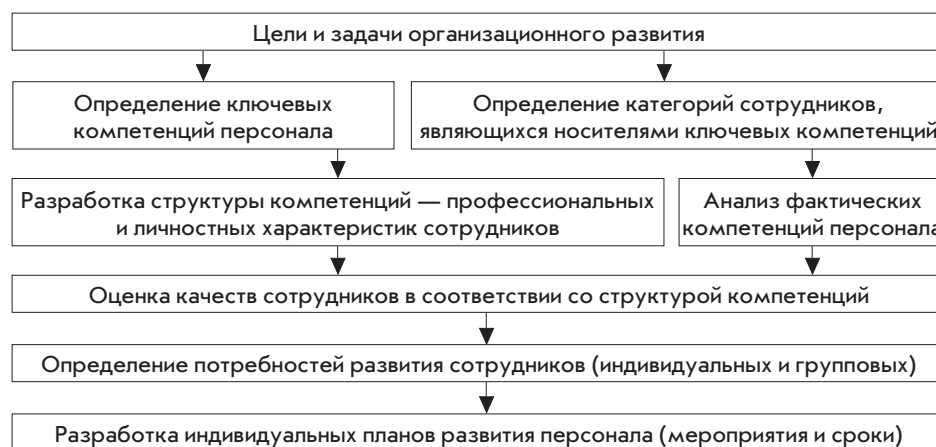 Цели и задачи организационного развития
Определение ключевых
компетенций персонала
Определение категорий сотрудников,
являющихся носителями ключевых компетенций
Разработка структуры компетенций — профессиональных
и личностных характеристик сотрудников
Анализ фактических
компетенций персонала
Оценка качеств сотрудников в соответствии со структурой компетенций
Определение потребностей развития сотрудников (индивидуальных и групповых)
Разработка индивидуальных планов развития персонала (мероприятия и сроки)